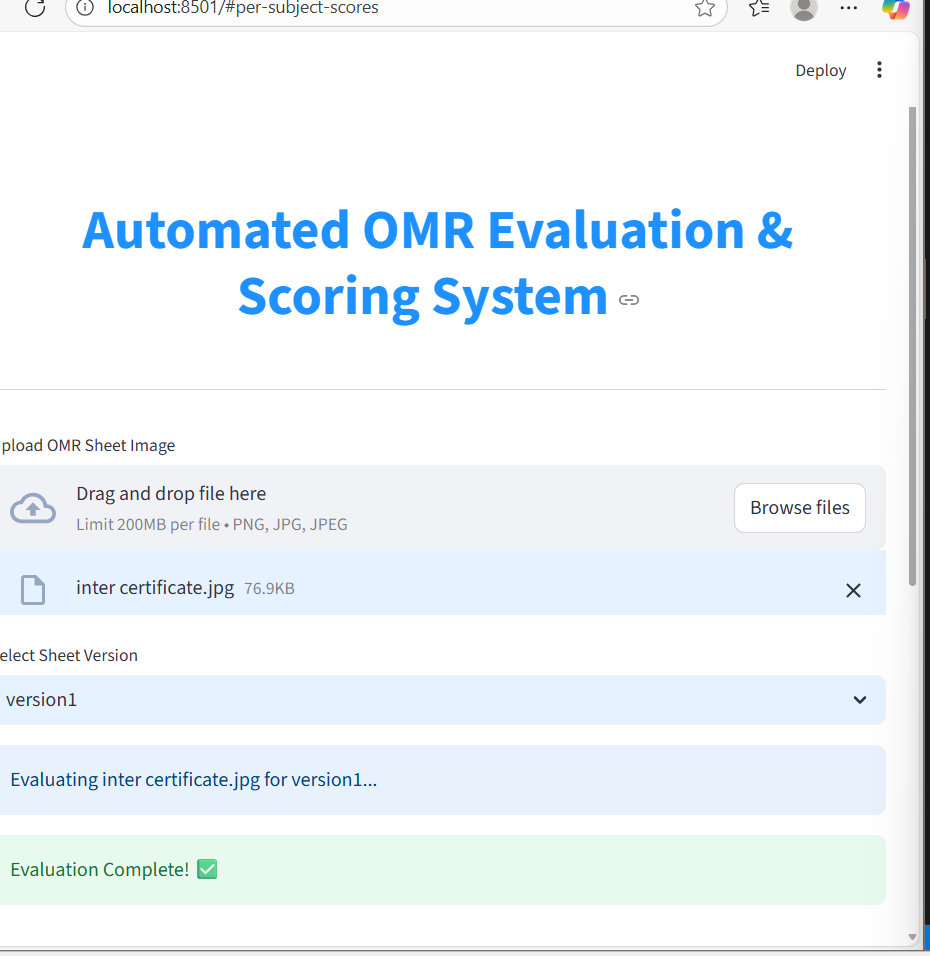 localhost:8501/#per-subject-scores
Deploy
Automated OMR Evaluation &
Scoring System
pload OMR Sheet Image
Drag and drop file here
Limit 200MB per file • PNG, JPG, JPEG
Browse files
inter certificate.jpg 76.9KB
elect Sheet Version
version1
Evaluating inter certificate.jpg for version1...
Evaluation Complete! ✅